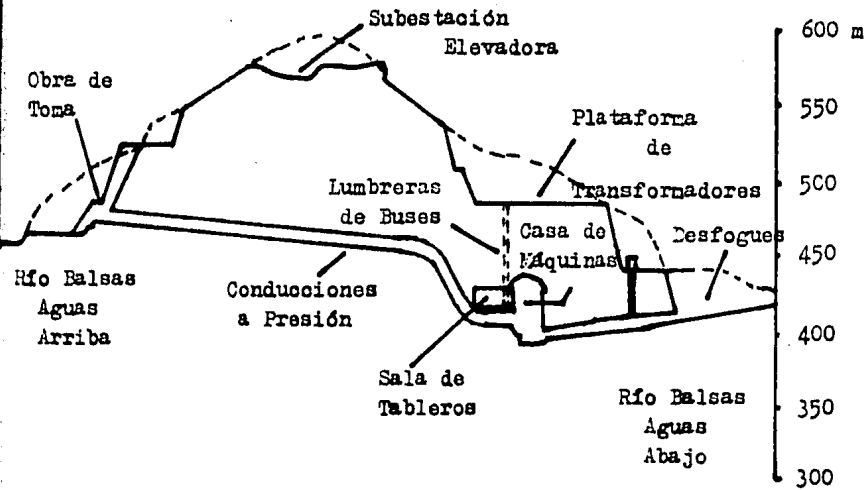 Subestación
Elevadora
600 m
Obra de
Toma
550
Plataforma
de
Transformadores
500
Lumbreras
de Buses
Casa de
Máquinas
Desfogues
450
Río Balsas
Aguas
Arriba
Conducciones
a Presión
400
Sala de
Tableros
Río Balsas
Aguas
Abajo
350
300